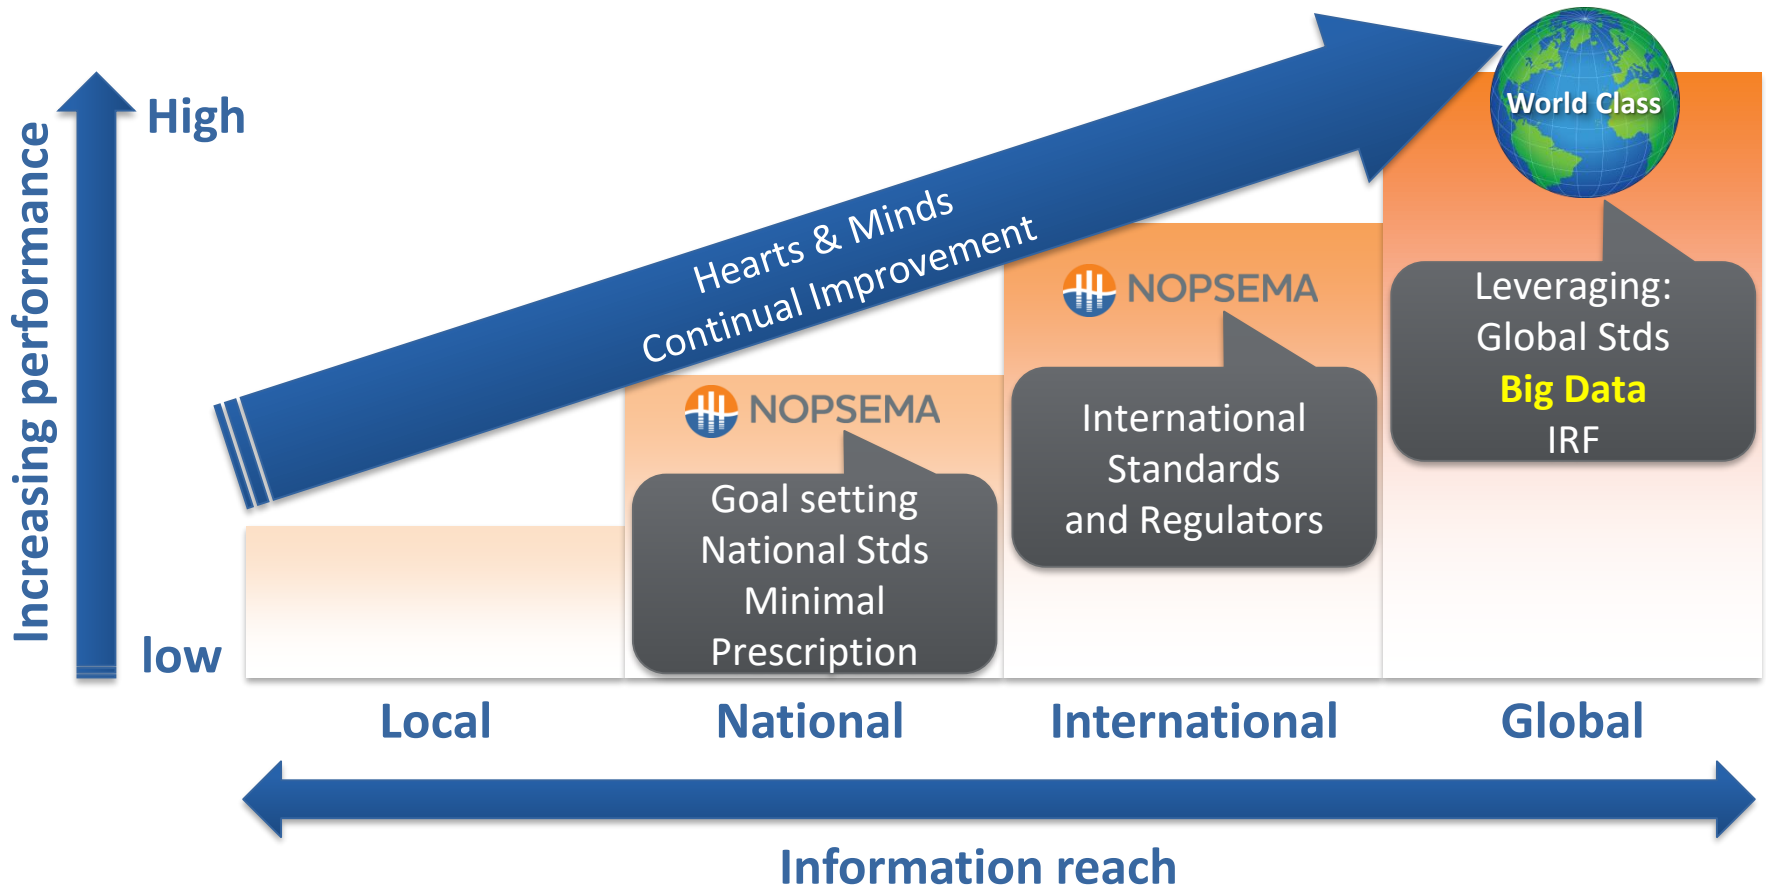 Increasing performance
High
low
Hearts & Minds
Continual Improvement
World Class
NOPSEMA
Goal setting
National Stds
Minimal
Prescription
NOPSEMA
International
Standards
and Regulators
Leveraging:
Global Stds
Big Data
IRF
Local
National
International
Global
Information reach